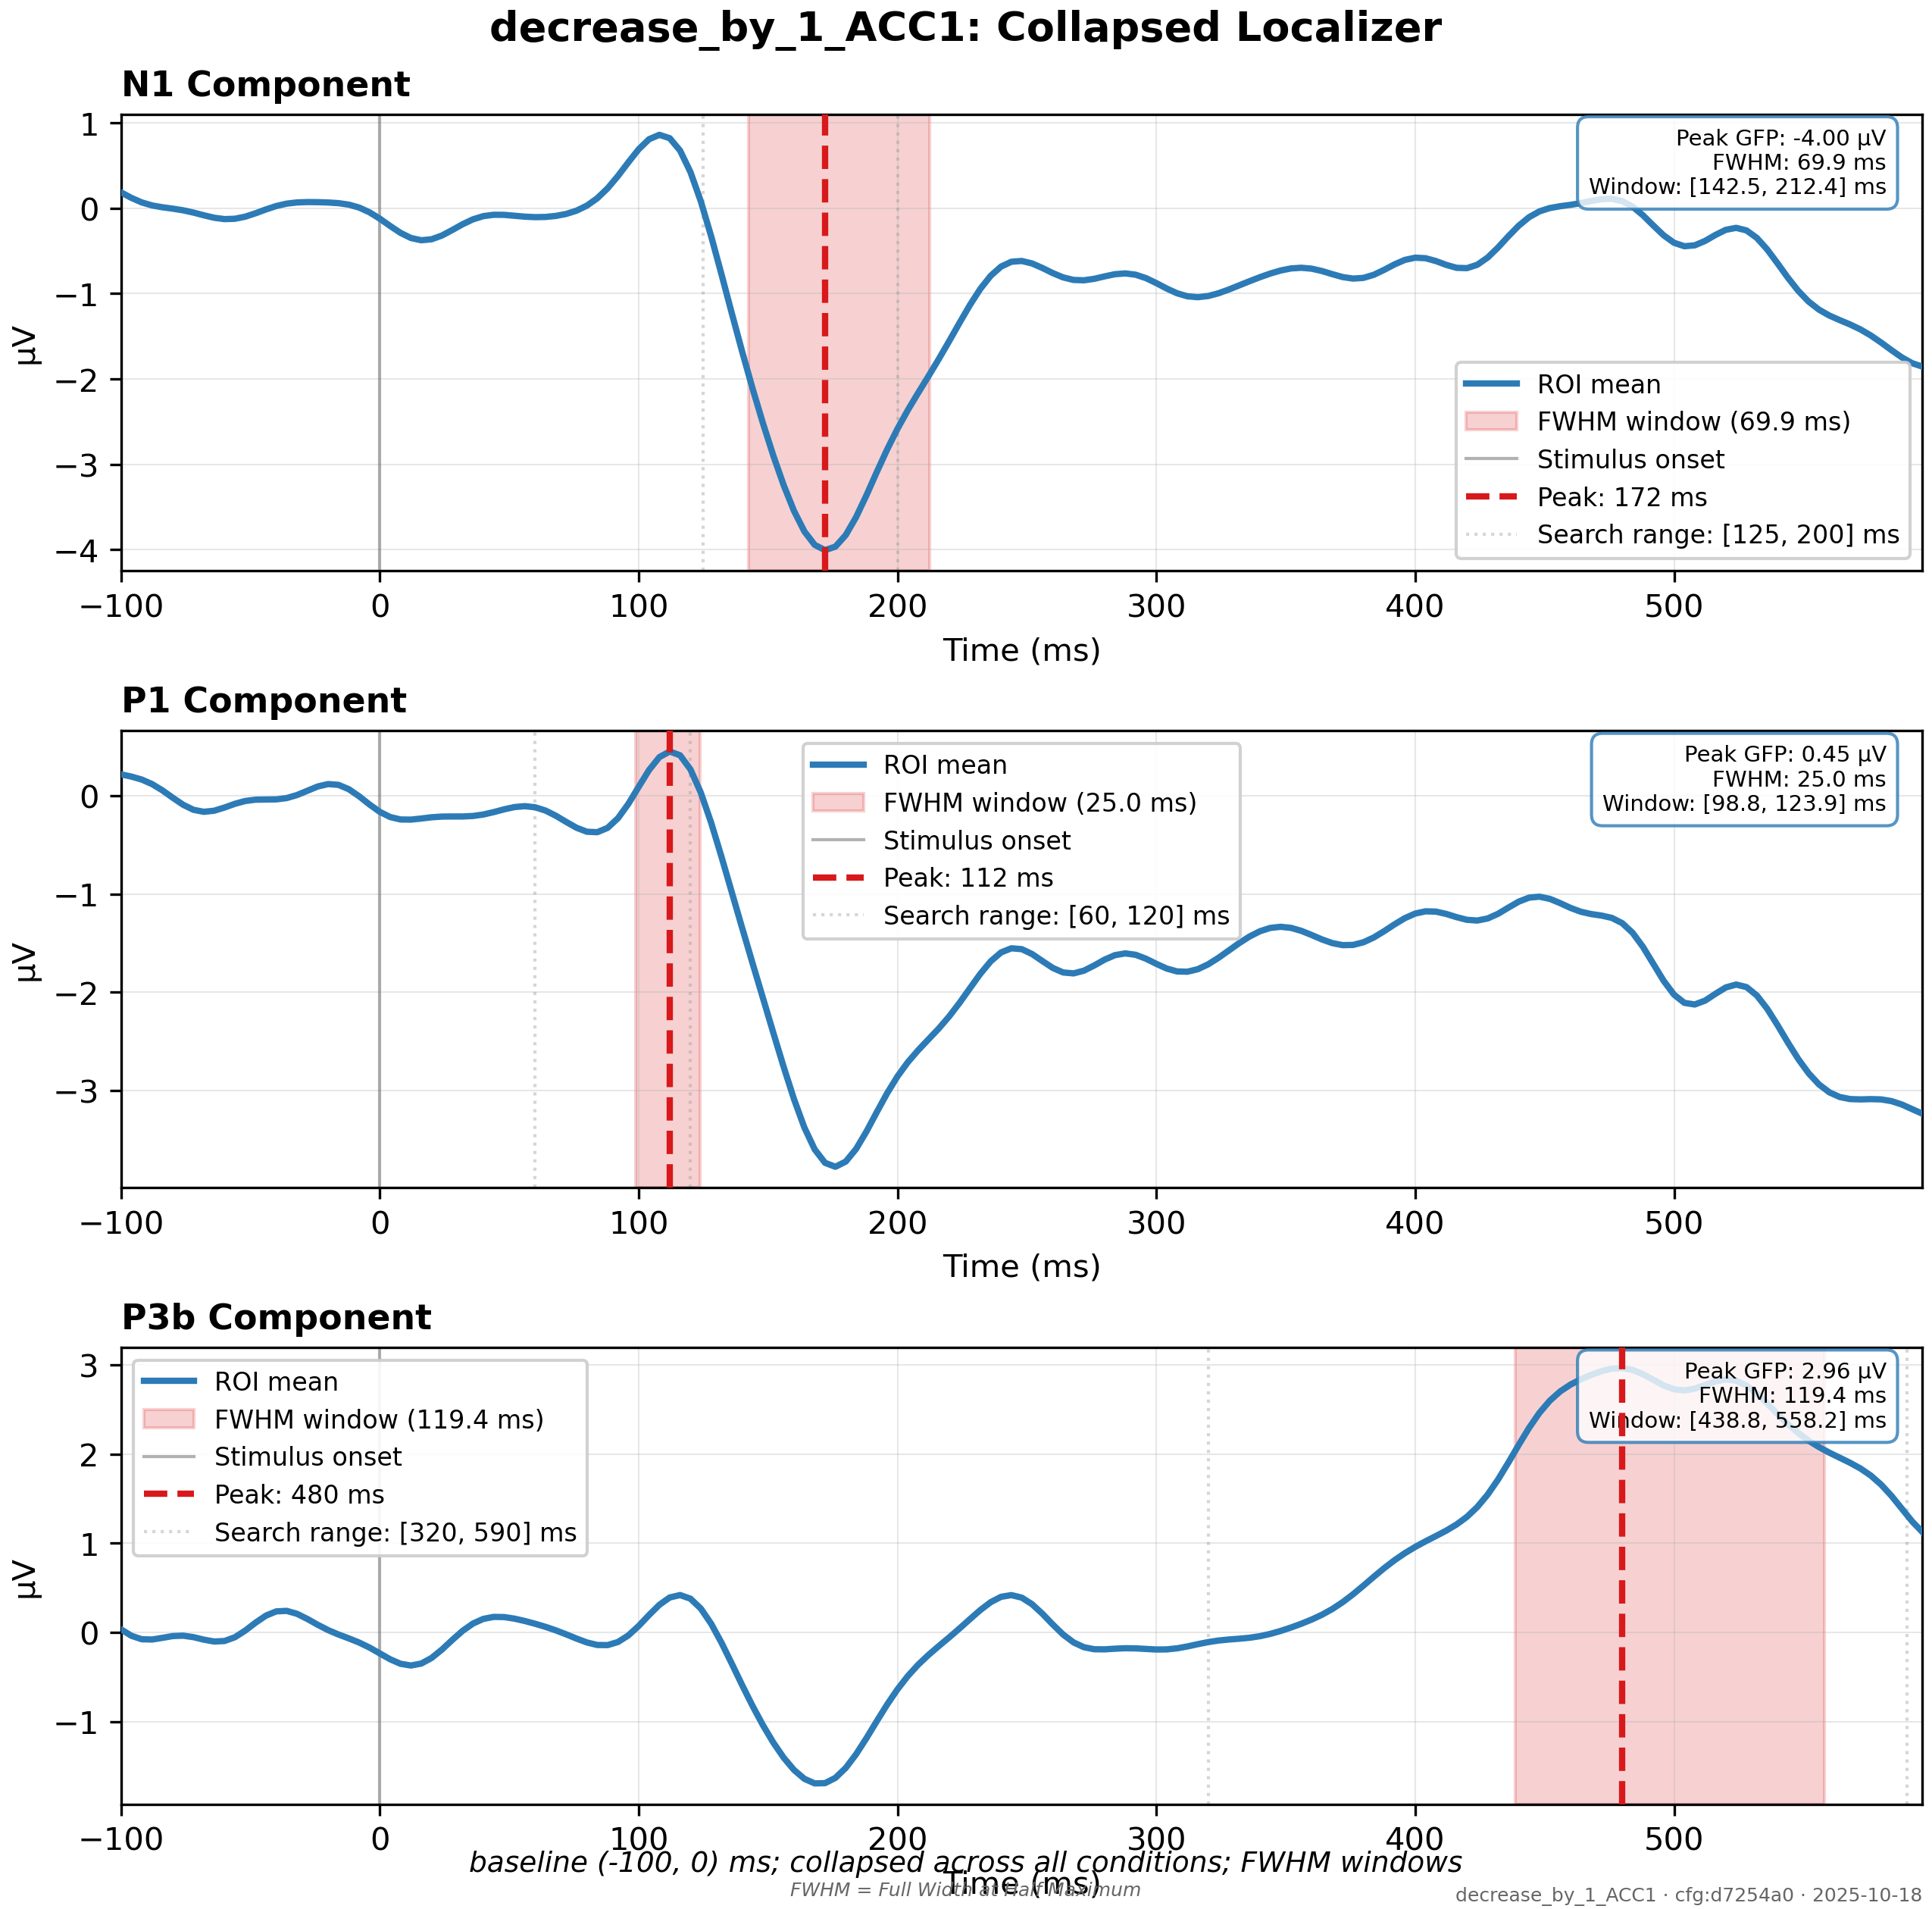 decrease_by_1_ACC1: Collapsed Localizer
N1 Component
Peak GFP: -4.00 µV
FWHM: 69.9 ms
Window: [142.5, 212.4] ms
1
0
−1
−2
−3
−4
µV
ROI mean
FWHM window (69.9 ms)
Stimulus onset
Peak: 172 ms
Search range: [125, 200] ms
−100 0 100 200 300 400 500
Time (ms)
P1 Component
ROI mean
FWHM window (25.0 ms)
Stimulus onset
Peak: 112 ms
Search range: [60, 120] ms
Peak GFP: 0.45 µV
FWHM: 25.0 ms
Window: [98.8, 123.9] ms
0
−1
−2
−3
µV
−100 0 100 200 300 400 500
Time (ms)
P3b Component
ROI mean
FWHM window (119.4 ms)
Stimulus onset
Peak: 480 ms
Search range: [320, 590] ms
Peak GFP: 2.96 µV
FWHM: 119.4 ms
Window: [438.8, 558.2] ms
3
2
1
0
−1
µV
−100 0 100 200 300 400 500
baseline (-100, 0) ms; collapsed across all conditions; FWHM windows
Time (ms)
FWHM = Full Width at Half Maximum
decrease_by_1_ACC1 · cfg:d7254a0 · 2025-10-18